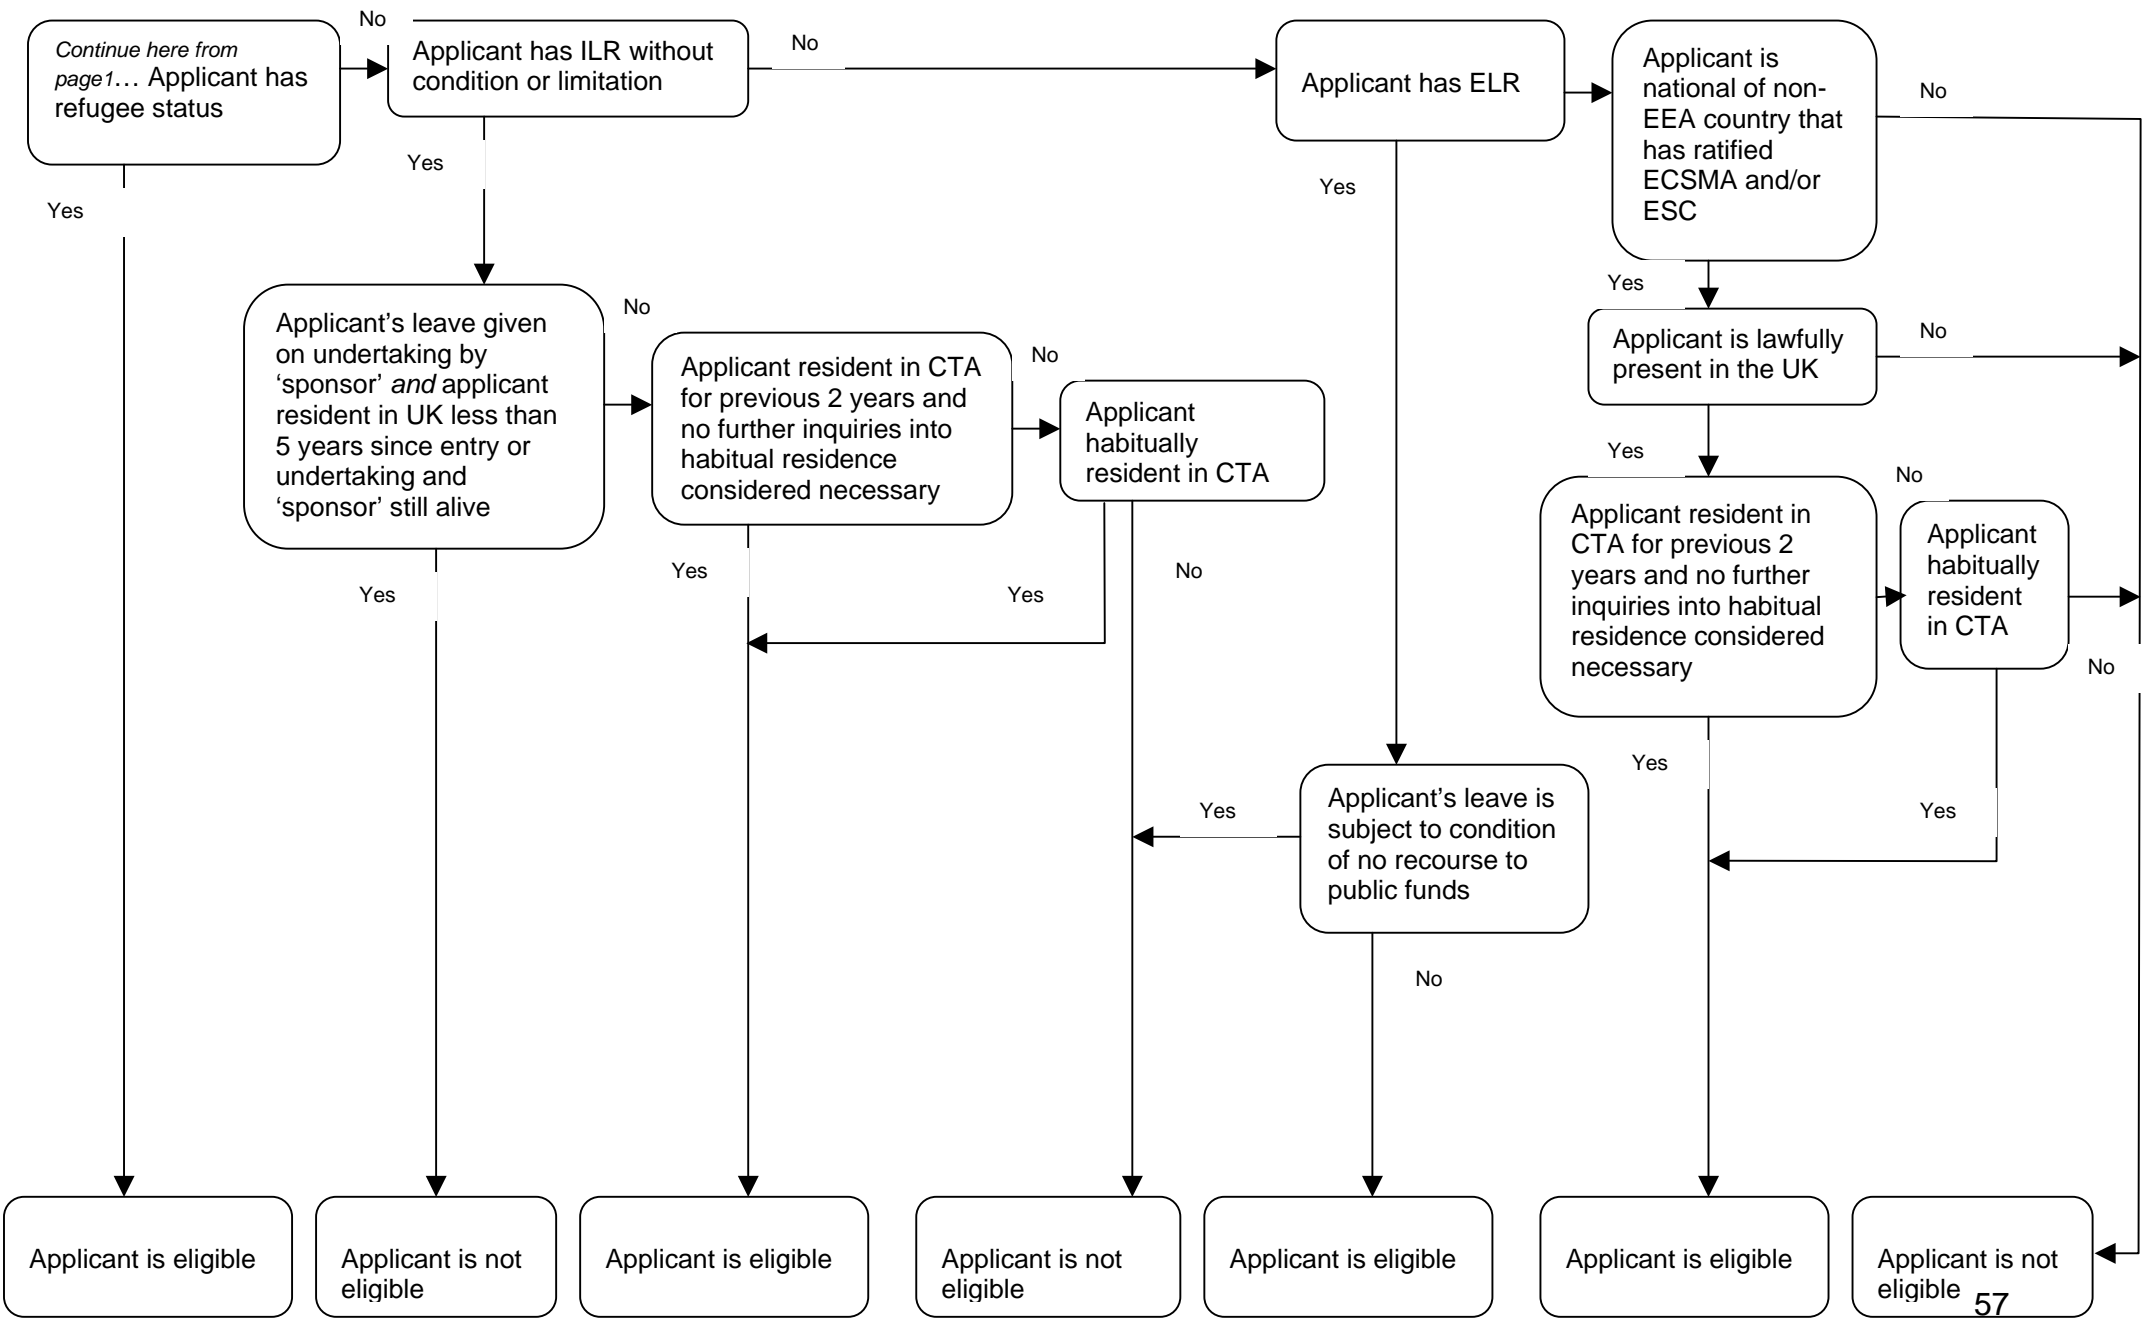 No
Continue here from
page1… Applicant has
refugee status
Yes
Applicant has ILR without
condition or limitation
No
Yes
Applicant has ELR
Yes
Applicant is
national of non-
EEA country that
has ratified
ECSMA and/or
ESC
No
Yes
Applicant’s leave given
on undertaking by
‘sponsor’ and applicant
resident in UK less than
5 years since entry or
undertaking and
‘sponsor’ still alive
No
Yes
Applicant resident in CTA
for previous 2 years and
no further inquiries into
habitual residence
considered necessary
No
Yes
Applicant
habitually
resident in CTA
Yes
No
Applicant is lawfully
present in the UK
No
Yes
Applicant resident in
CTA for previous 2
years and no further
inquiries into habitual
residence considered
necessary
No
Yes
Applicant
habitually
resident
in CTA
No
Yes
Applicant’s leave is
subject to condition
of no recourse to
public funds
Yes
No
Applicant is eligible
Applicant is not
eligible
Applicant is eligible
Applicant is not
eligible
Applicant is eligible
Applicant is eligible
Applicant is not
eligible
57